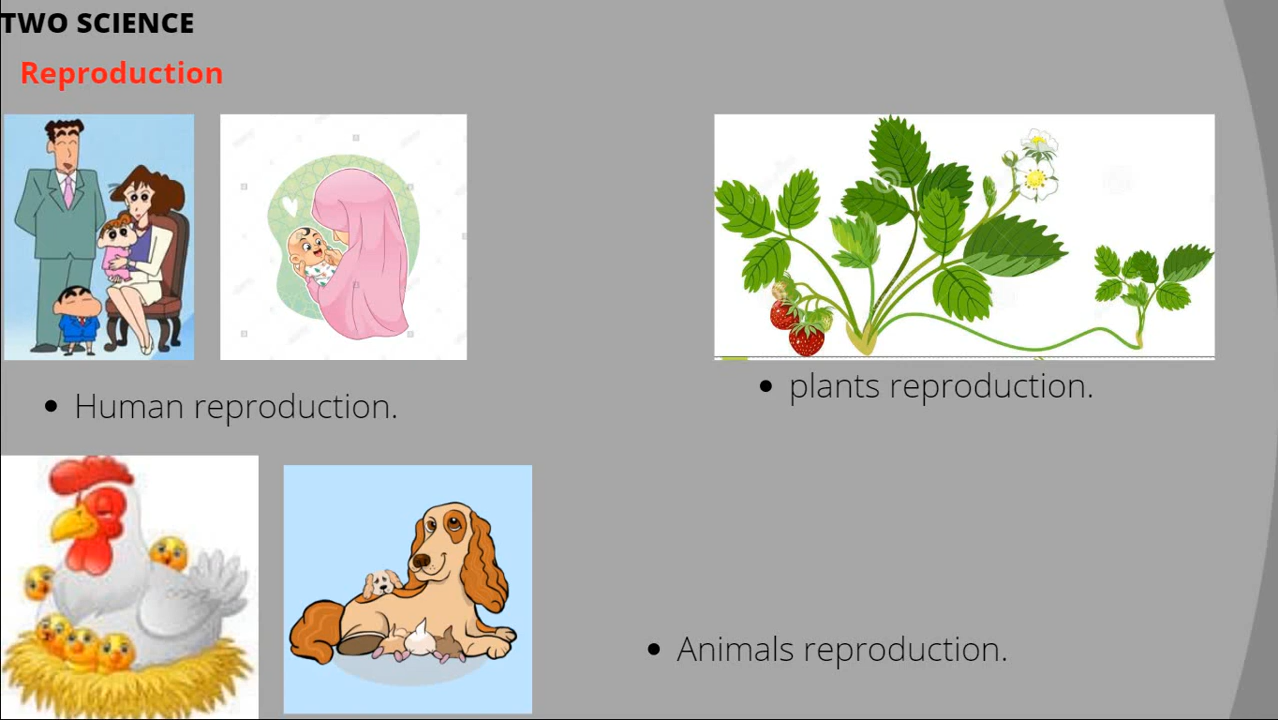 TWO SCIENCE
Reproduction
• plants reproduction.
• Human reproduction.
• Animals reproduction.